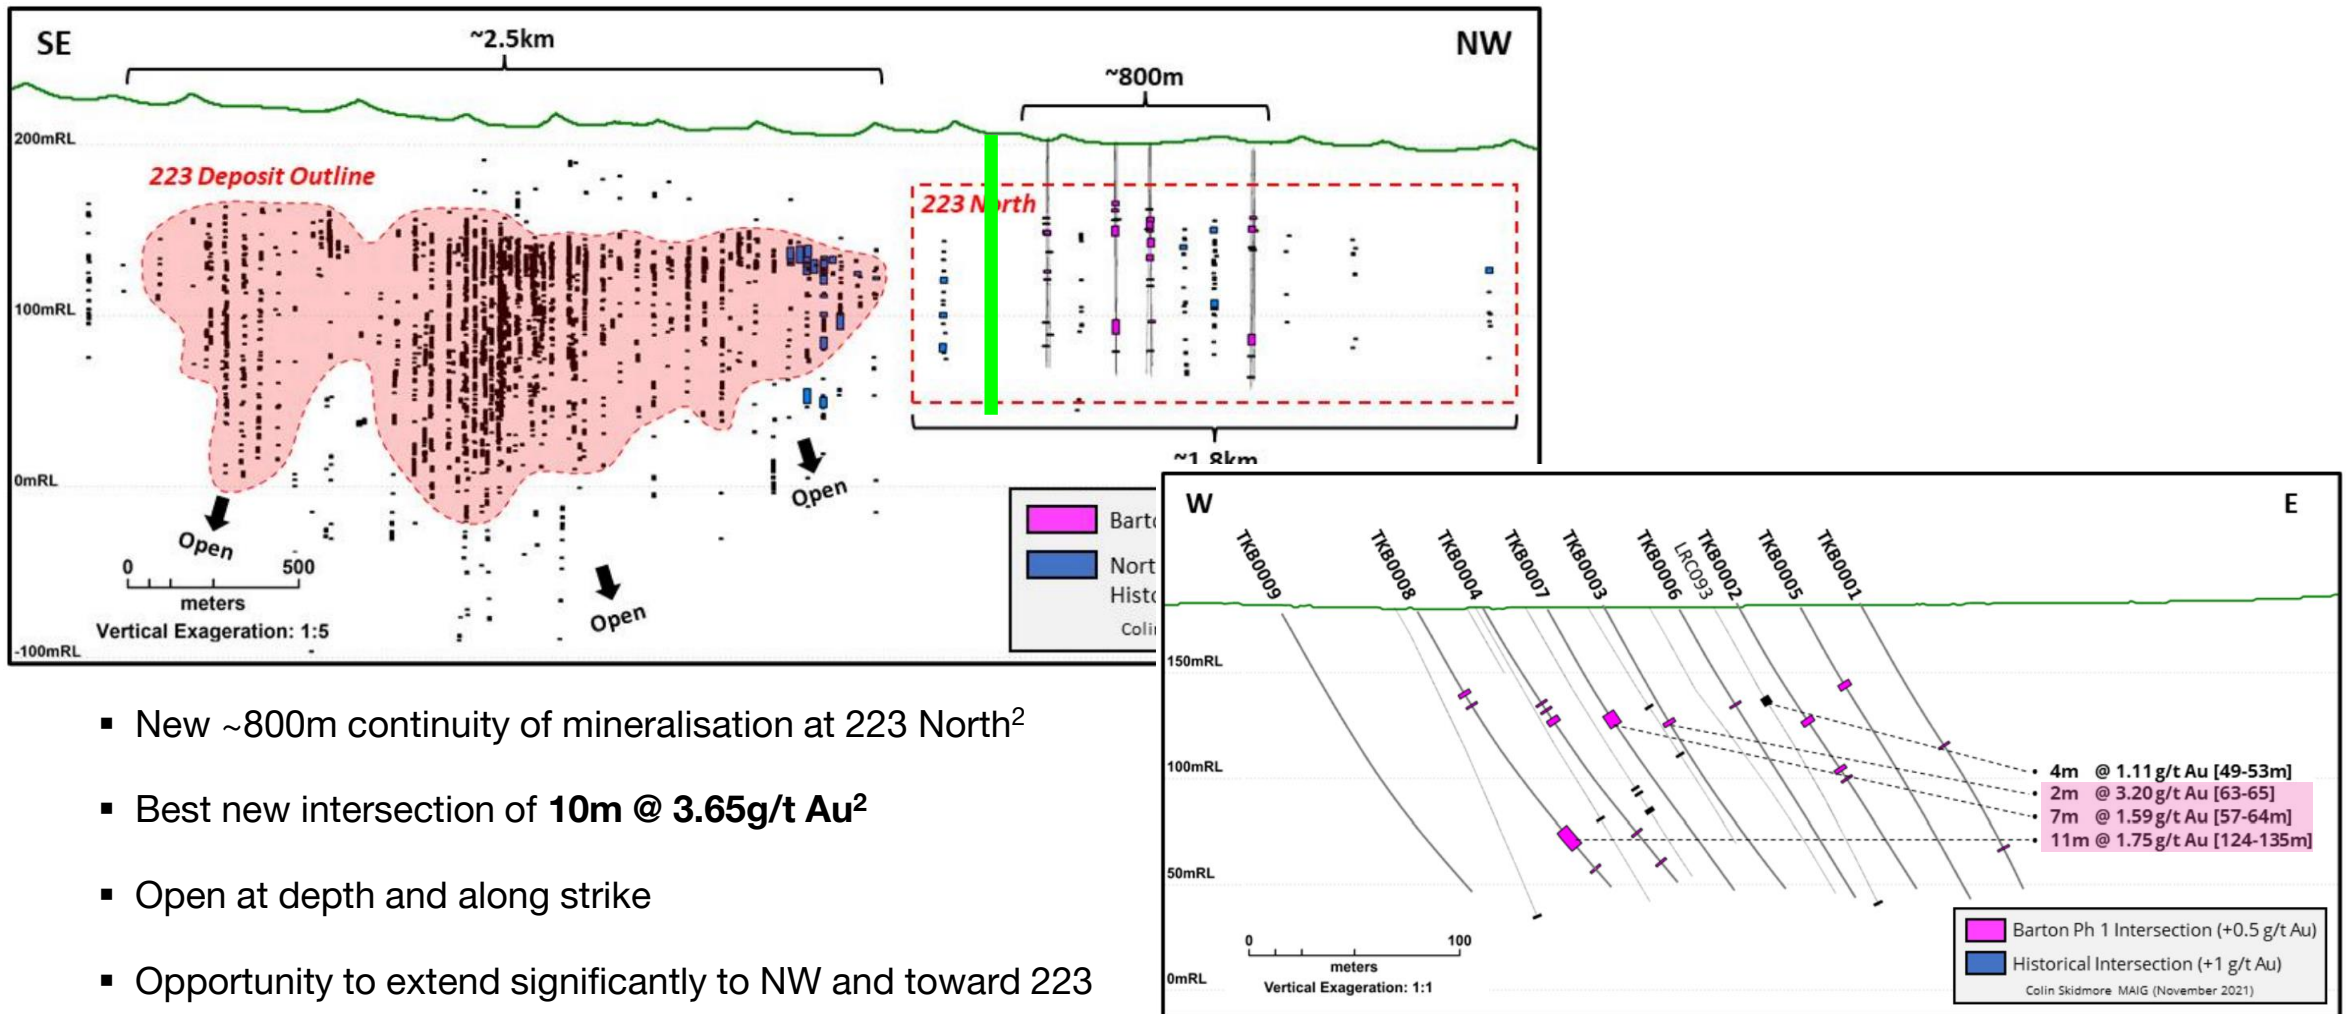 SE
~2.5km
NW
~800m
200mRL
223 Deposit Outline
223 North
100mRL
0mRL
Open
Open
Open
0 500
meters
Vertical Exageration: 1:5
-100mRL
~1.8km
Barto
Nort
Histo
Coli
W
E
TKB0009
TKB0008
TKB0004
TKB0007
TKB0003
TKB0006
LRC093
TKB0002
TKB0005
TKB0001
150mRL
100mRL
50mRL
0mRL
4m @ 1.11 g/t Au [49-53m]
2m @ 3.20 g/t Au [63-65]
7m @ 1.59 g/t Au [57-64m]
11m @ 1.75 g/t Au [124-135m]
0 100
meters
Vertical Exageration: 1:1
Barton Ph 1 Intersection (+0.5 g/t Au)
Historical Intersection (+1 g/t Au)
Colin Skidmore MAIG (November 2021)
▪ New ~800m continuity of mineralisation at 223 North²
▪ Best new intersection of 10m @ 3.65g/t Au²
▪ Open at depth and along strike
▪ Opportunity to extend significantly to NW and toward 223